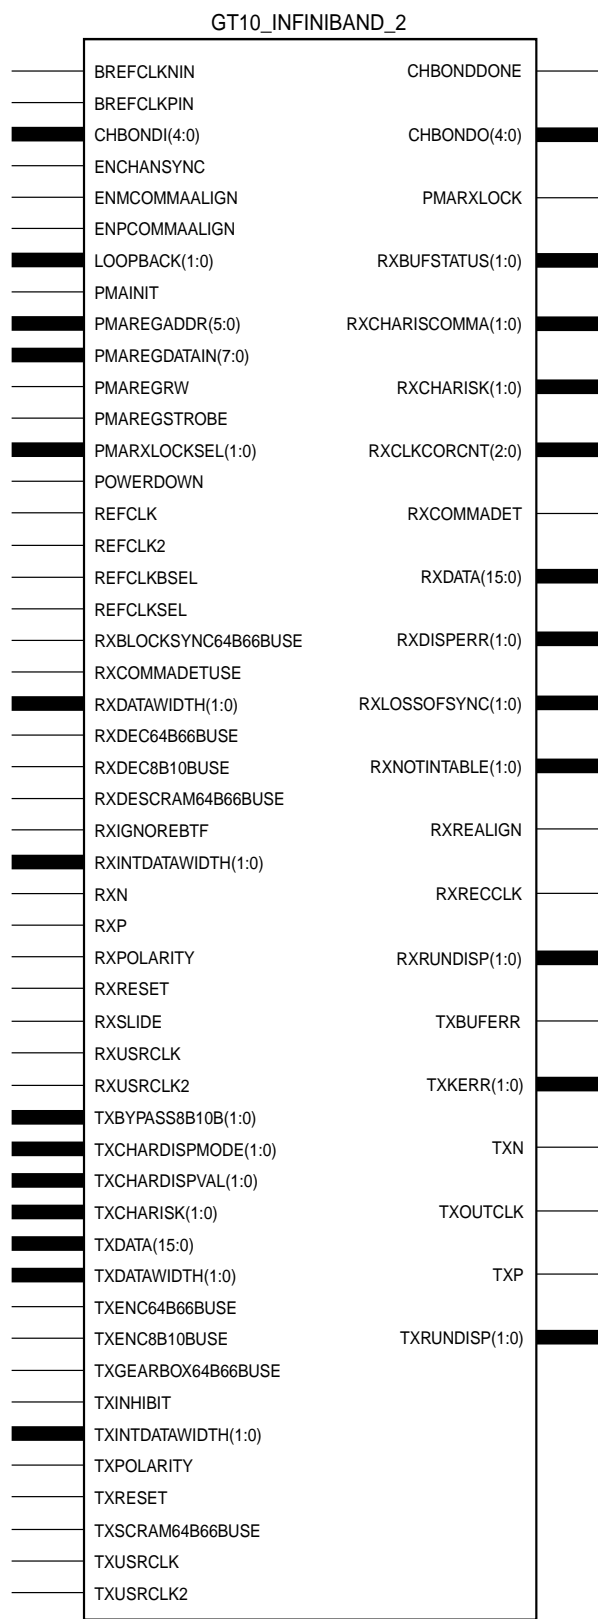 GT10_INFINIBAND_2
BREFCLKNIN
CHBONDDONE
BREFCLKPIN
CHBONDI(4:0)
CHBONDO(4:0)
ENCHANSYNC
ENMCOMMAALIGN
PMARXLOCK
ENPCOMMAALIGN
LOOPBACK(1:0)
RXBUFSTATUS(1:0)
PMAINIT
PMAREGADDR(5:0)
RXCHARISCOMMA(1:0)
PMAREGDATAIN(7:0)
PMAREGRW
RXCHARISK(1:0)
PMAREGSTROBE
PMARXLOCKSEL(1:0)
RXCLKCORCNT(2:0)
POWERDOWN
REFCLK
RXCOMMADET
REFCLK2
REFCLKBSEL
RXDATA(15:0)
REFCLKSEL
RXBLOCKSYNC64B66BUSE
RXDISPERR(1:0)
RXCOMMADETUSE
RXDATAWIDTH(1:0)
RXLOSSOFSYNC(1:0)
RXDEC64B66BUSE
RXDEC8B10BUSE
RXNOTINTABLE(1:0)
RXDESCRAM64B66BUSE
RXIGNOREBTF
RXREALIGN
RXINTDATAWIDTH(1:0)
RXN
RXRECCLK
RXP
RXPOLARITY
RXRUNDISP(1:0)
RXRESET
RXSLIDE
TXBUFERR
RXUSRCLK
RXUSRCLK2
TXKERR(1:0)
TXBYPASS8B10B(1:0)
TXCHARDISPMODE(1:0)
TXN
TXCHARDISPVAL(1:0)
TXCHARISK(1:0)
TXOUTCLK
TXDATA(15:0)
TXDATAWIDTH(1:0)
TXP
TXENC64B66BUSE
TXENC8B10BUSE
TXRUNDISP(1:0)
TXGEARBOX64B66BUSE
TXINHIBIT
TXINTDATAWIDTH(1:0)
TXPOLARITY
TXRESET
TXSCRAM64B66BUSE
TXUSRCLK
TXUSRCLK2